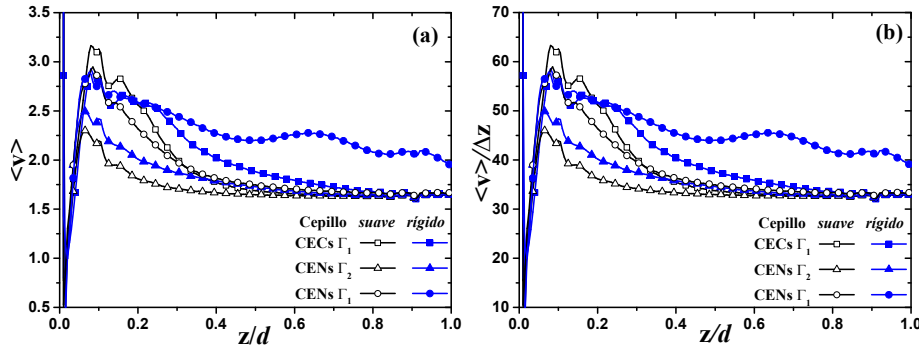 (a)
3.5
3.0
2.5
2.0
1.5
1.0
0.5
<v>
Cepillo suave rígido
CECs Γ1
CENs Γ2
CENs Γ1
0.0 0.2 0.4 0.6 0.8 1.0
z/d
(b)
70
60
50
40
30
20
10
<v>/Δz
Cepillo suave rígido
CECs Γ1
CENs Γ2
CENs Γ1
0.0 0.2 0.4 0.6 0.8 1.0
z/d